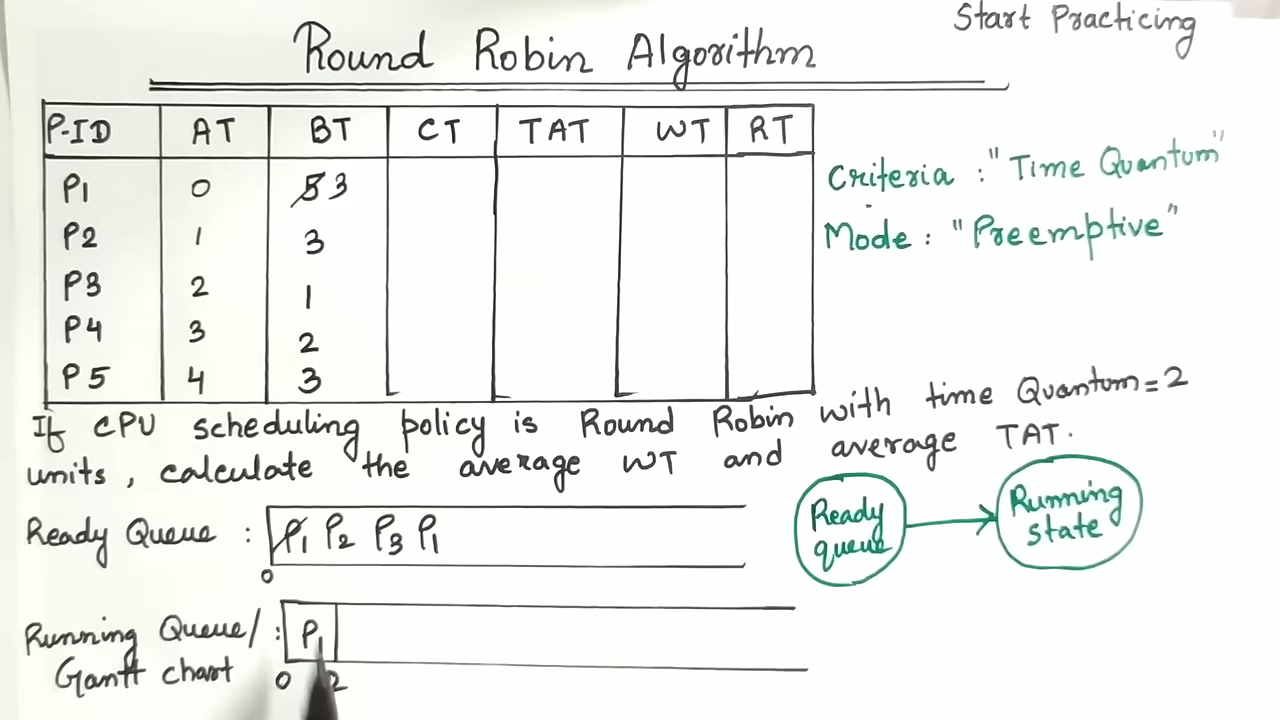 Start Practicing
Round Robin Algorithm
P-ID AT BT CT TAT WT RT
P1 0 5 3
P2 1 3
P3 2 1
P4 3 2
P5 4 3
Criteria : "Time Quantum"
Mode : "Preemptive"
If CPU scheduling policy is Round Robin with time Quantum = 2
units, calculate the average WT and average TAT.
Ready Queue : P1 P2 P3 P1
0
Ready queue
Running state
Running Queue/ : P1
Gantt chart 0 2